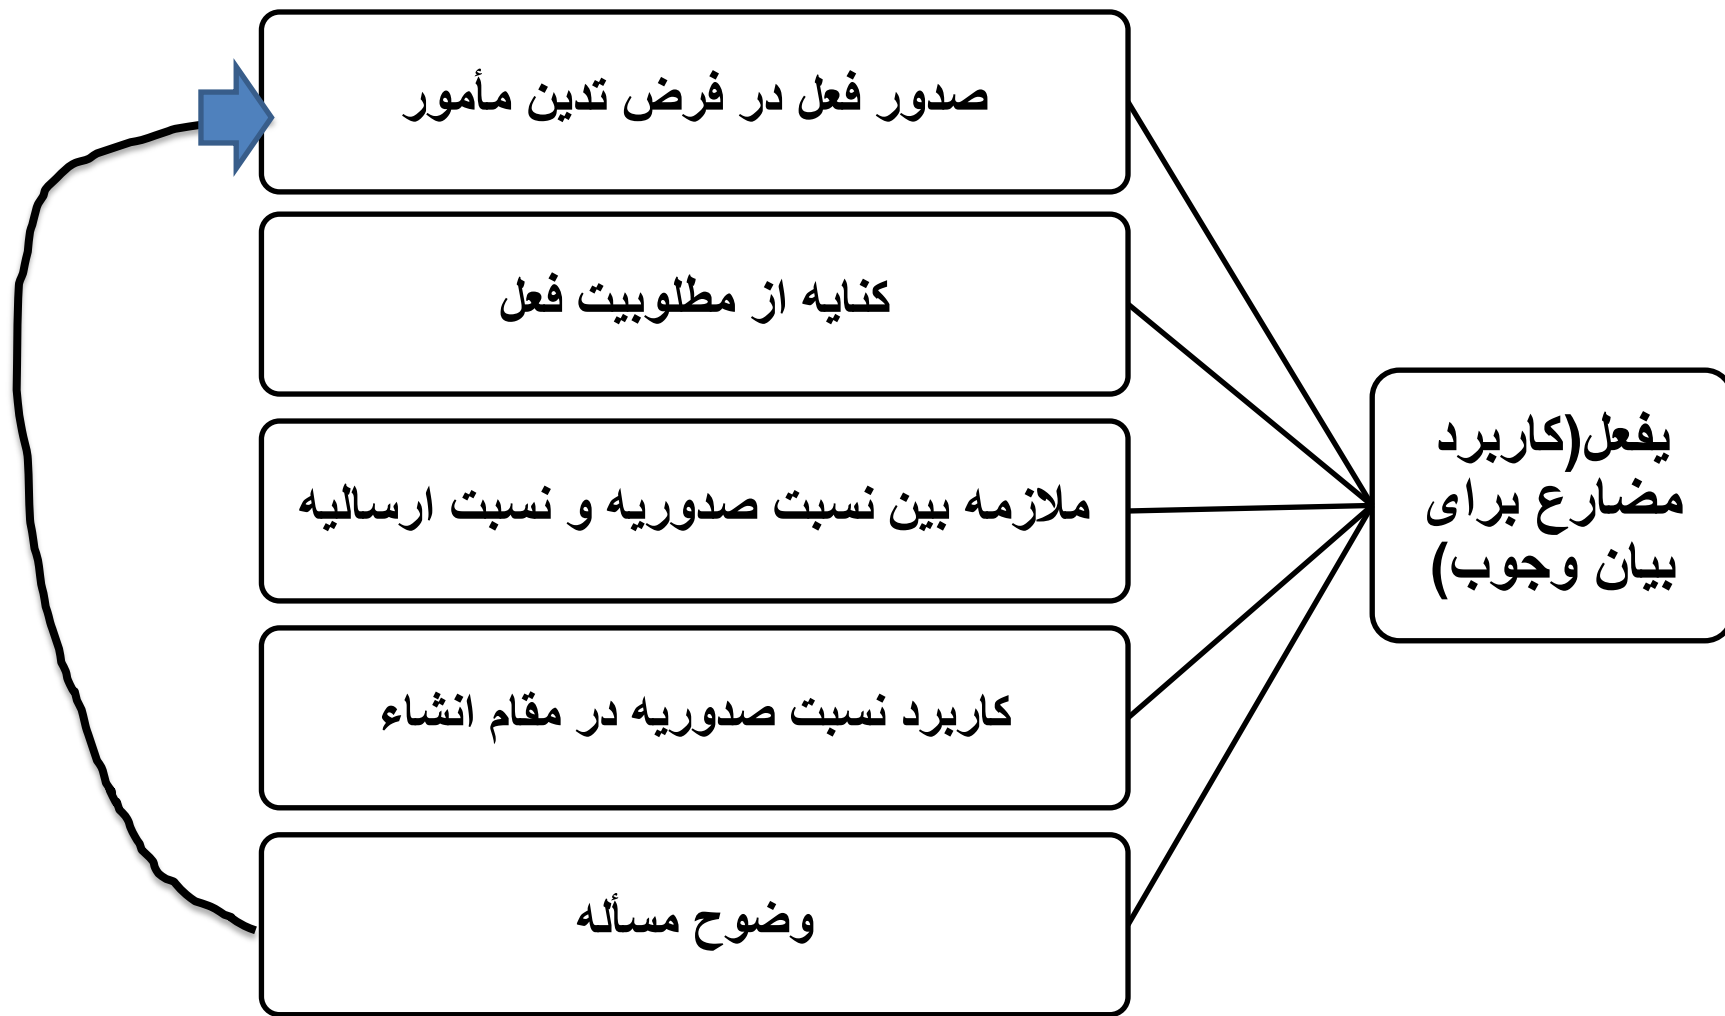 یفعل(کاربرد
مضارع برای
بیان وجوب)
صدور فعل در فرض تدین مأمور
کنایه از مطلوبیت فعل
ملازمه بین نسبت صدوریه و نسبت ارسالیه
کاربرد نسبت صدوریه در مقام انشاء
وضوح مسأله